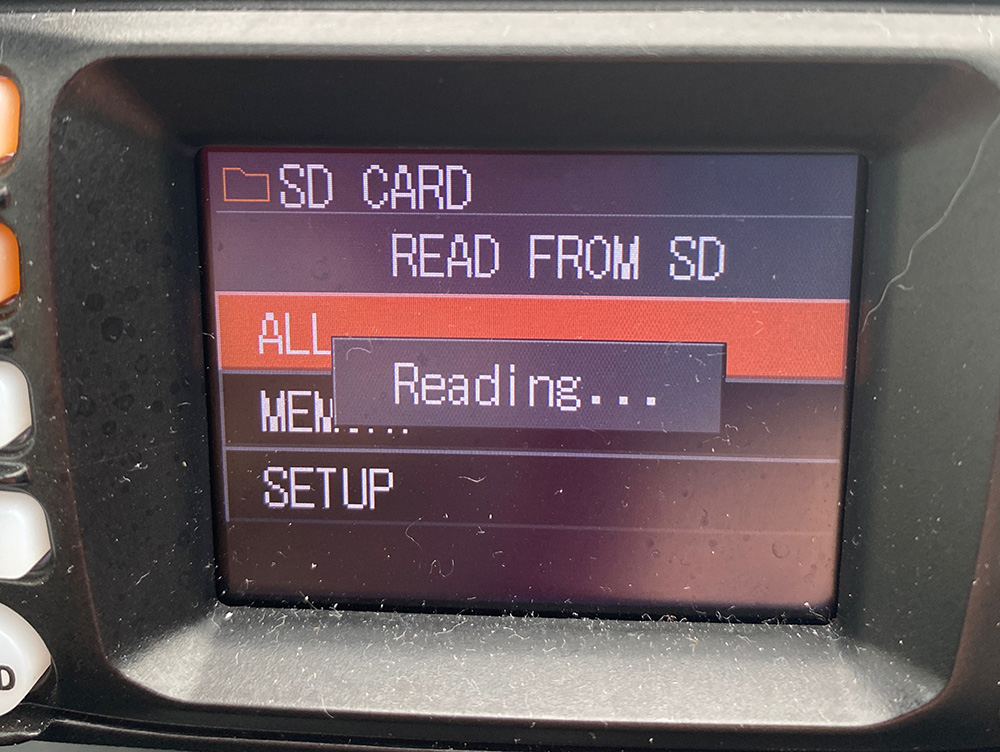 SD CARD
READ FROM SD
ALL
Reading...
SETUP
D